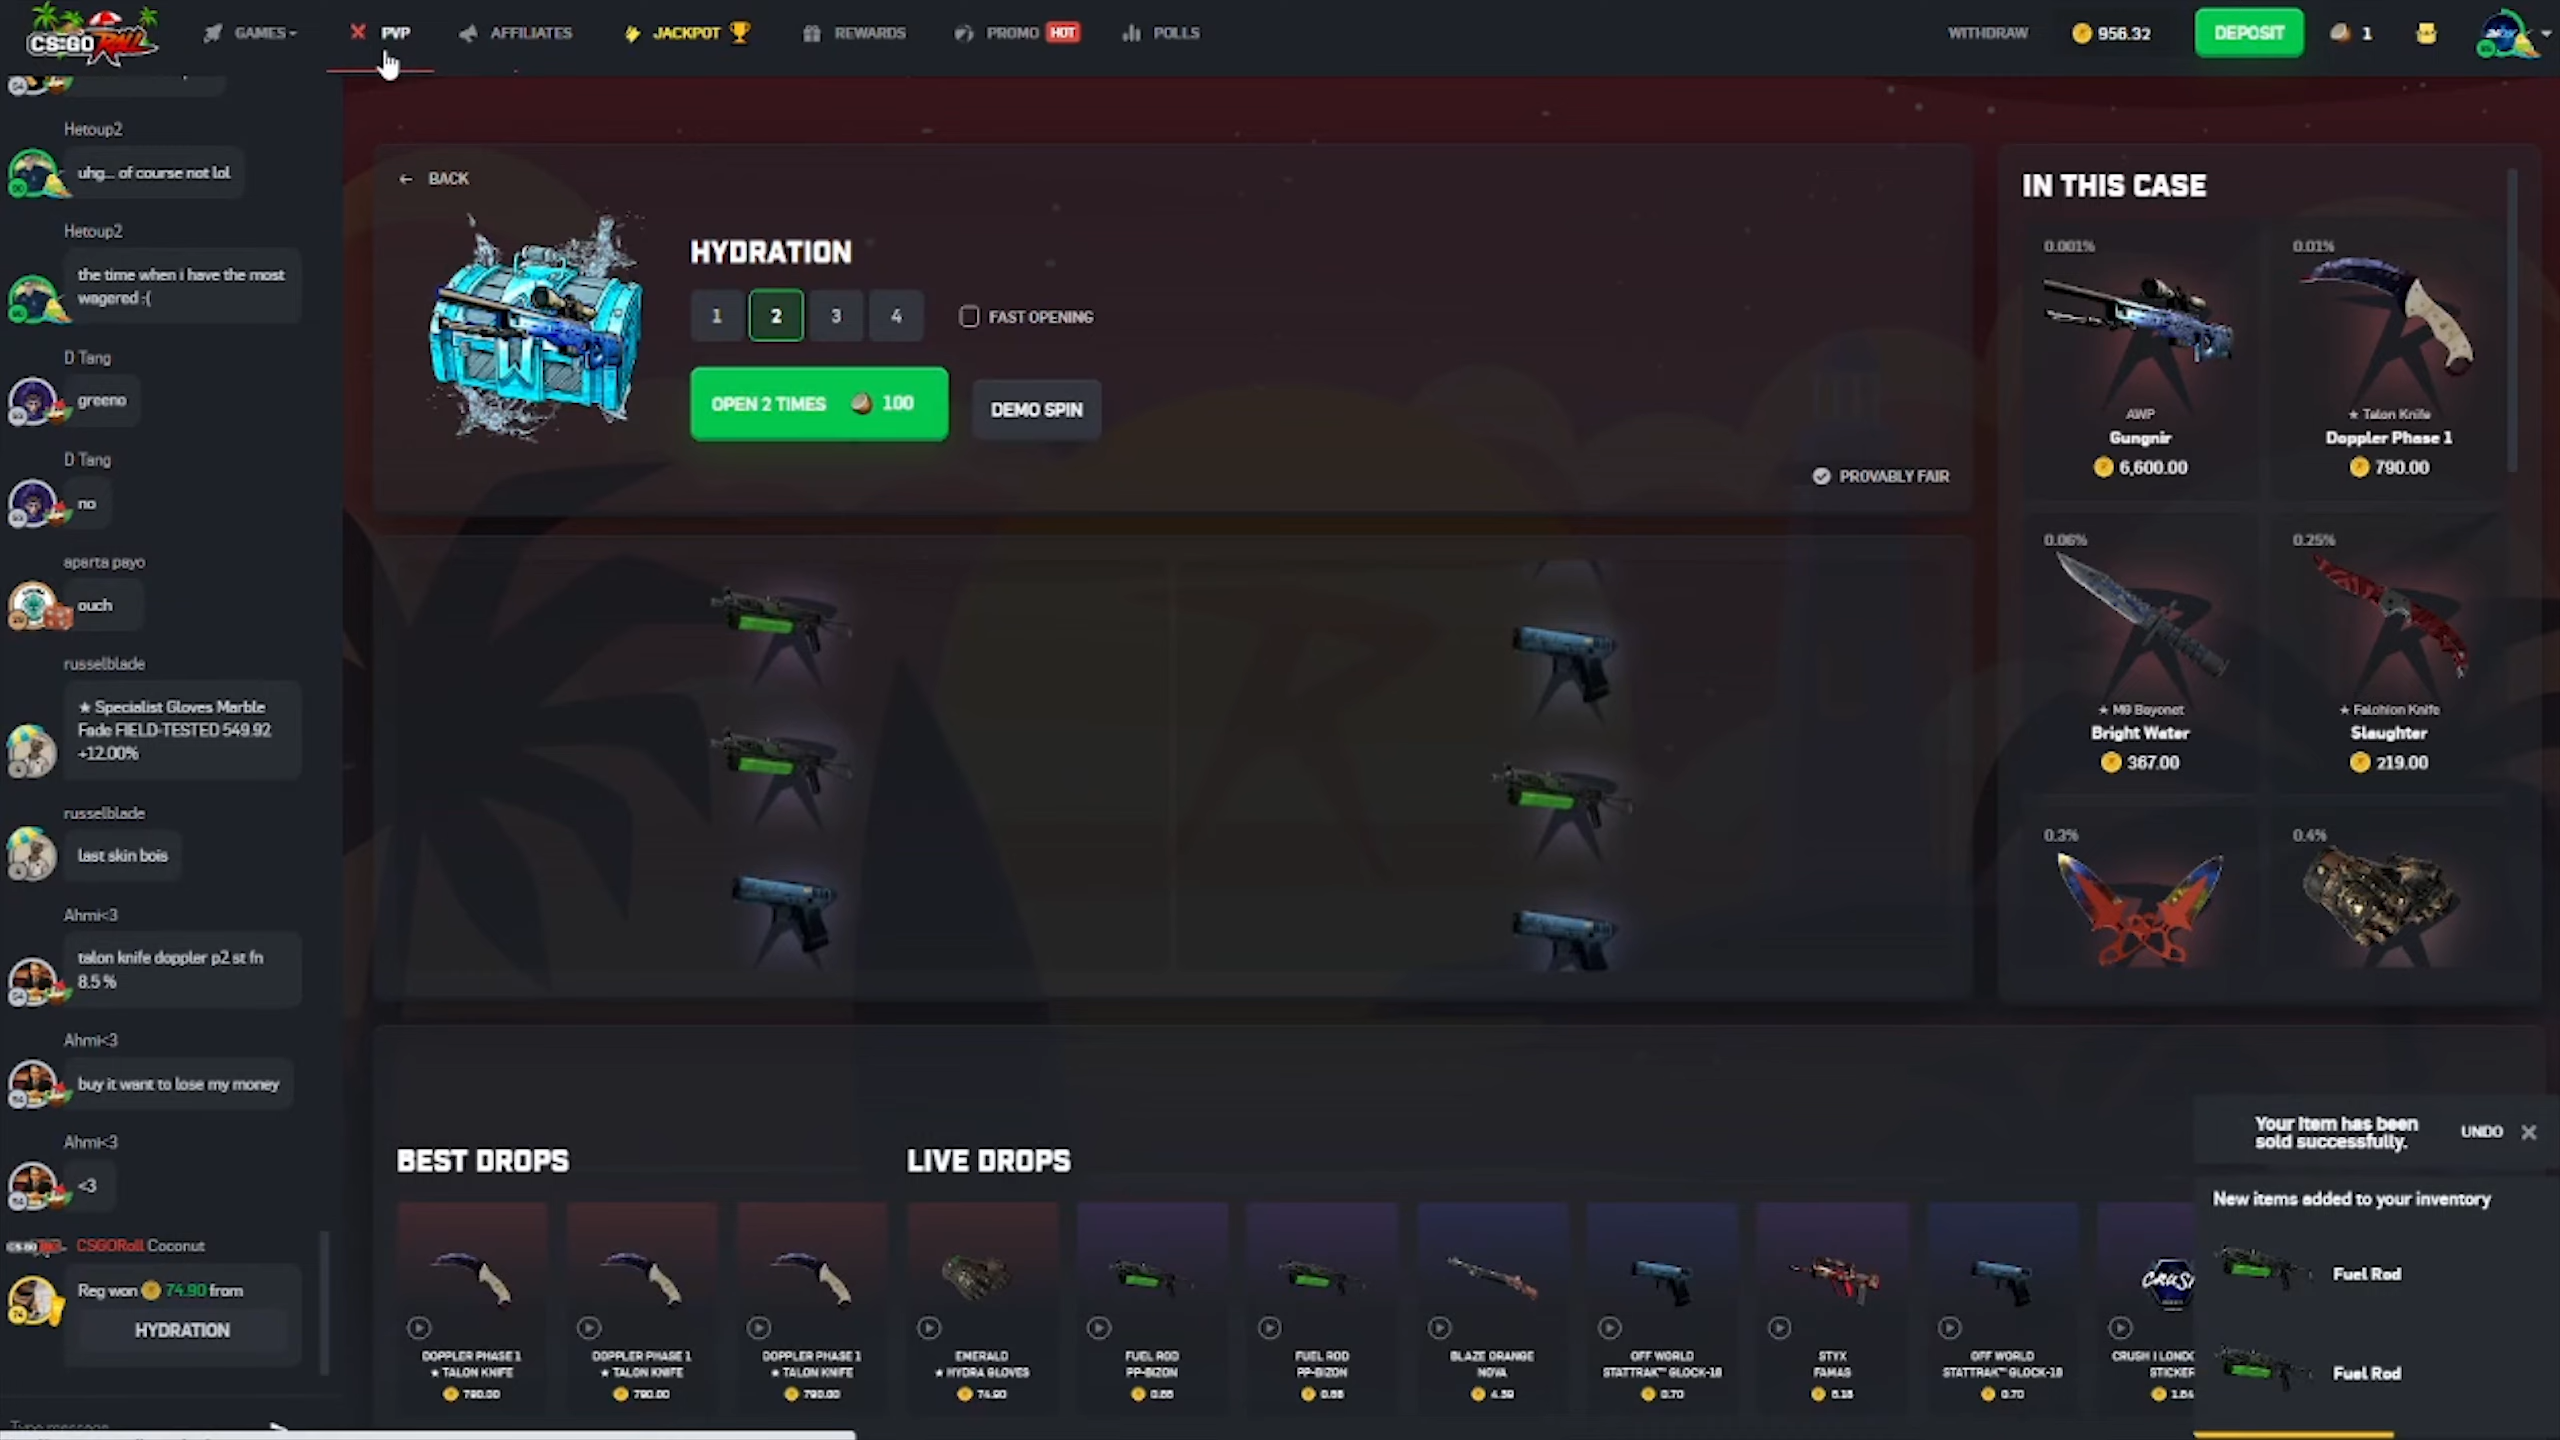 CS:GO ROLL
GAMES
PVP
AFFILIATES
JACKPOT
REWARDS
PROMO HOT
POLLS
WITHDRAW
956.32
DEPOSIT
1
Hetoup2
uhg... of course not lol
Hetoup2
the time when i have the most
wagered :(
D Tang
greeno
D Tang
no
aparta payo
ouch
russelblade
★ Specialist Gloves Marble
Fade FIELD-TESTED 549.92
+12.00%
russelblade
last skin bois
Ahmi<3
talon knife doppler p2 st fn
8.5 %
Ahmi<3
buy it want to lose my money
Ahmi<3
<3
CSGORoll Coconut
Reg won 74.90 from
HYDRATION
Type message
← BACK
HYDRATION
1 2 3 4
FAST OPENING
OPEN 2 TIMES 100
DEMO SPIN
PROVABLY FAIR
IN THIS CASE
0.001%
AWP
Gungnir
6,600.00
0.01%
★ Talon Knife
Doppler Phase 1
790.00
0.06%
★ M9 Bayonet
Bright Water
367.00
0.25%
★ Falchion Knife
Slaughter
219.00
0.3%
0.4%
BEST DROPS
DOPPLER PHASE 1
★ TALON KNIFE
790.00
DOPPLER PHASE 1
★ TALON KNIFE
790.00
DOPPLER PHASE 1
★ TALON KNIFE
790.00
LIVE DROPS
EMERALD
★ HYDRA GLOVES
74.90
FUEL ROD
PP-BIZON
FUEL ROD
PP-BIZON
BLAZE ORANGE
NOVA
4.39
OFF WORLD
STATTRAK™ GLOCK-18
0.70
STYX
FAMAS
OFF WORLD
STATTRAK™ GLOCK-18
0.70
CRUSH | LOND
STICKER
Your item has been
sold successfully.
UNDO
New items added to your inventory
Fuel Rod
Fuel Rod